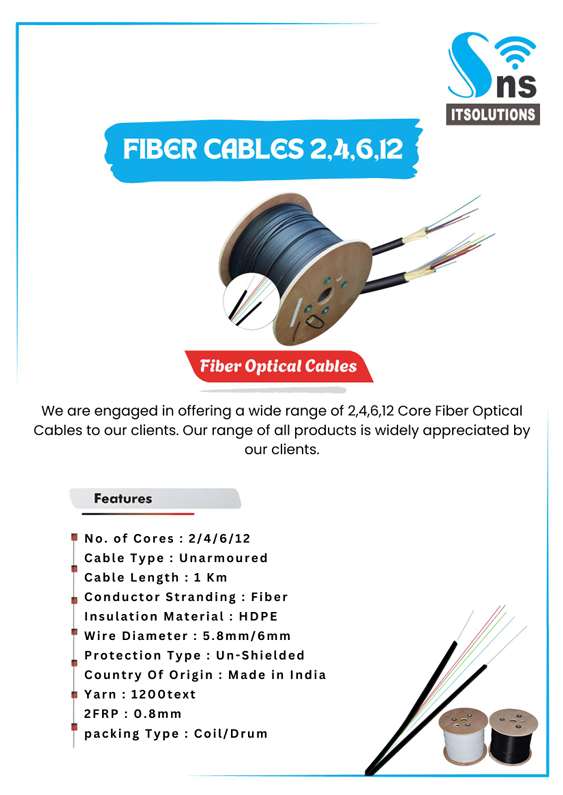 Sns
ITSOLUTIONS
FIBER CABLES 2,4,6,12
Fiber Optical Cables
We are engaged in offering a wide range of 2,4,6,12 Core Fiber Optical
Cables to our clients. Our range of all products is widely appreciated by
our clients.
Features
No. of Cores : 2/4/6/12
Cable Type : Unarmoured
Cable Length : 1 Km
Conductor Stranding : Fiber
Insulation Material : HDPE
Wire Diameter : 5.8mm/6mm
Protection Type : Un-Shielded
Country Of Origin : Made in India
Yarn : 1200text
2FRP : 0.8mm
packing Type : Coil/Drum